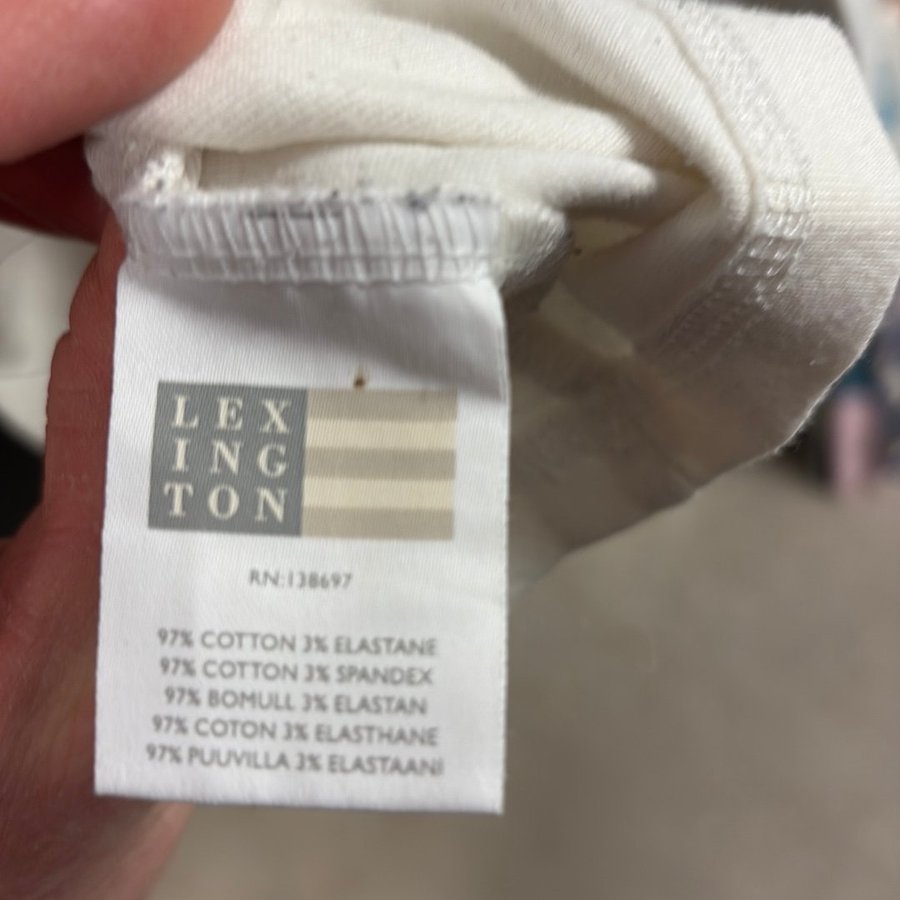 LEX
ING
TON
RN:138697
97% COTTON 3% ELASTANE
97% COTTON 3% SPANDEX
97% BOMULL 3% ELASTAN
97% COTON 3% ELASTHANE
97% PUUVILLA 3% ELASTAANI